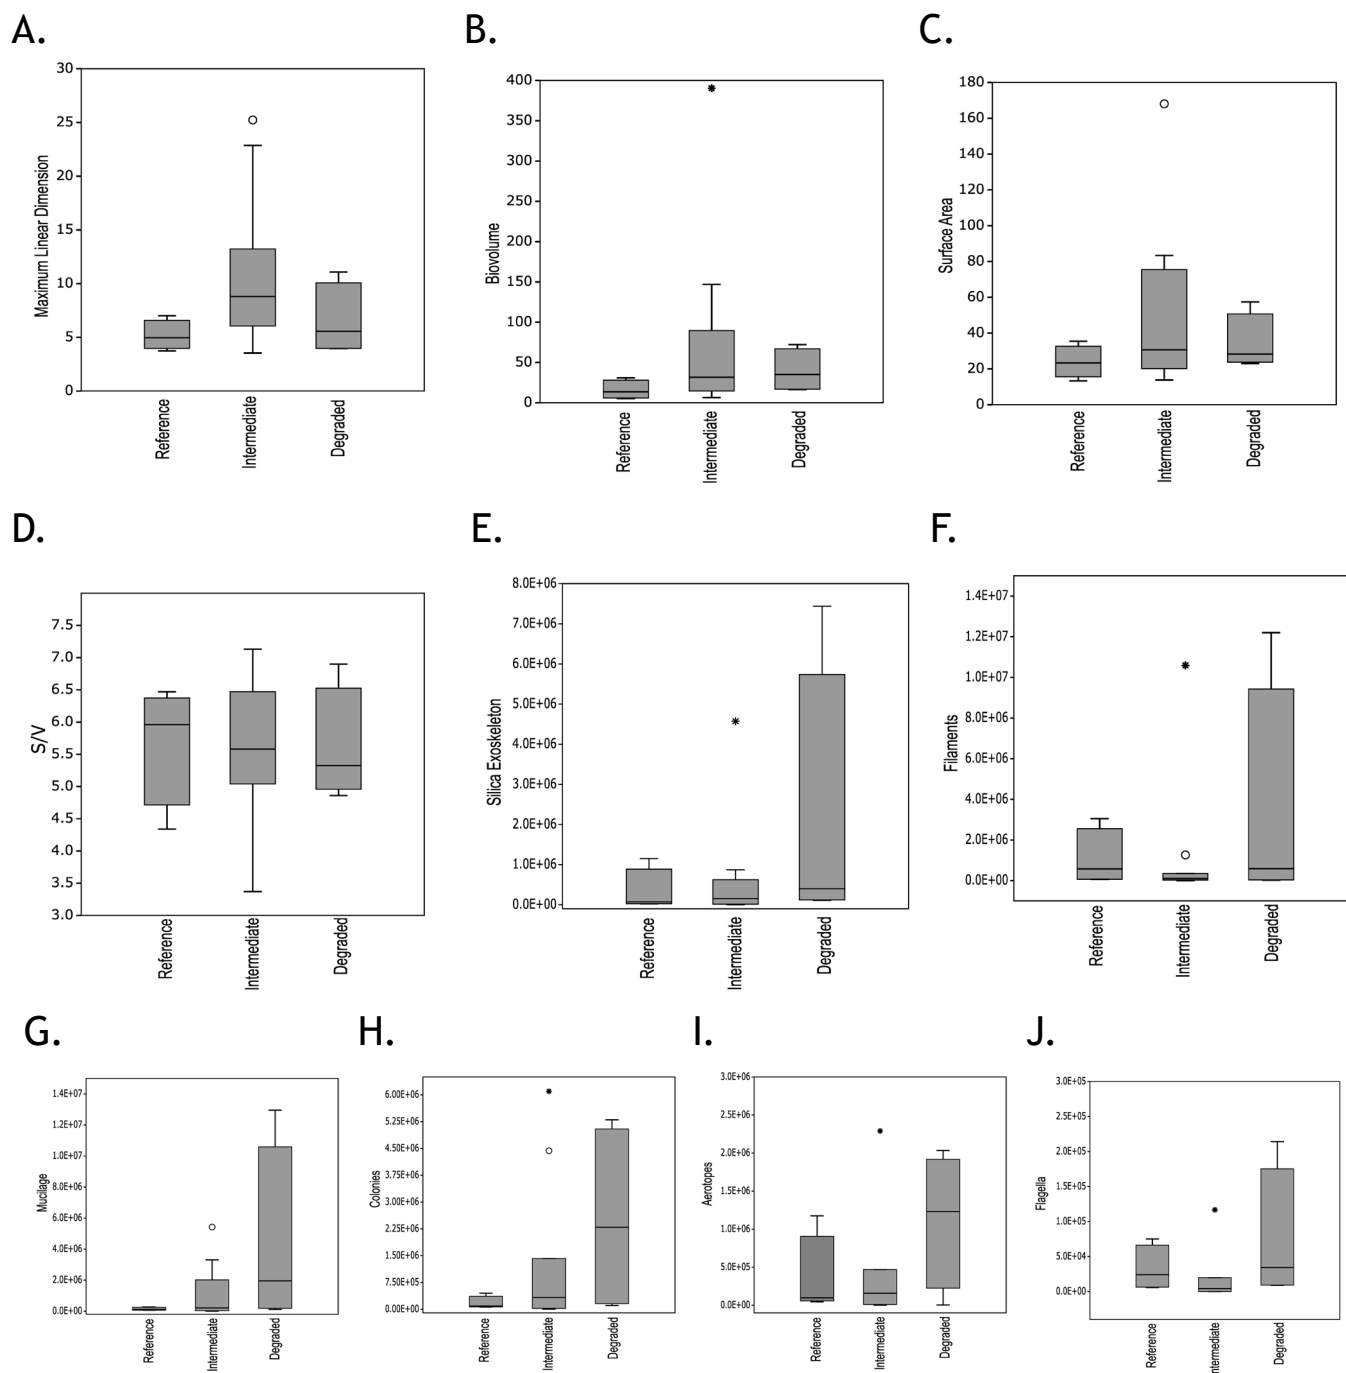 A.
B.
C.
30
25
20
15
10
5
0
Maximum Linear Dimension
Reference
Intermediate
Degraded
400
350
300
250
200
150
100
50
0
Biovolume
Reference
Intermediate
Degraded
180
160
140
120
100
80
60
40
20
0
Surface Area
Reference
Intermediate
Degraded
D.
E.
F.
7.5
7.0
6.5
6.0
5.5
5.0
4.5
4.0
3.5
3.0
S/V
Reference
Intermediate
Degraded
8.0E+06
7.0E+06
6.0E+06
5.0E+06
4.0E+06
3.0E+06
2.0E+06
1.0E+06
0.0E+00
Silica Exoskeleton
Reference
Intermediate
Degraded
1.4E+07
1.2E+07
1.0E+07
8.0E+06
6.0E+06
4.0E+06
2.0E+06
0.0E+00
Filaments
Reference
Intermediate
Degraded
G.
H.
I.
J.
1.4E+07
1.2E+07
1.0E+07
8.0E+06
6.0E+06
4.0E+06
2.0E+06
0.0E+00
Mucilage
Reference
Intermediate
Degraded
6.00E+06
5.25E+06
4.50E+06
3.75E+06
3.00E+06
2.25E+06
1.50E+06
7.50E+05
0.00E+00
Colonies
Reference
Intermediate
Degraded
3.0E+06
2.5E+06
2.0E+06
1.5E+06
1.0E+06
5.0E+05
0.0E+00
Aerotopes
Reference
Intermediate
Degraded
3.0E+05
2.5E+05
2.0E+05
1.5E+05
1.0E+05
5.0E+04
0.0E+00
Flagella
Reference
Intermediate
Degraded